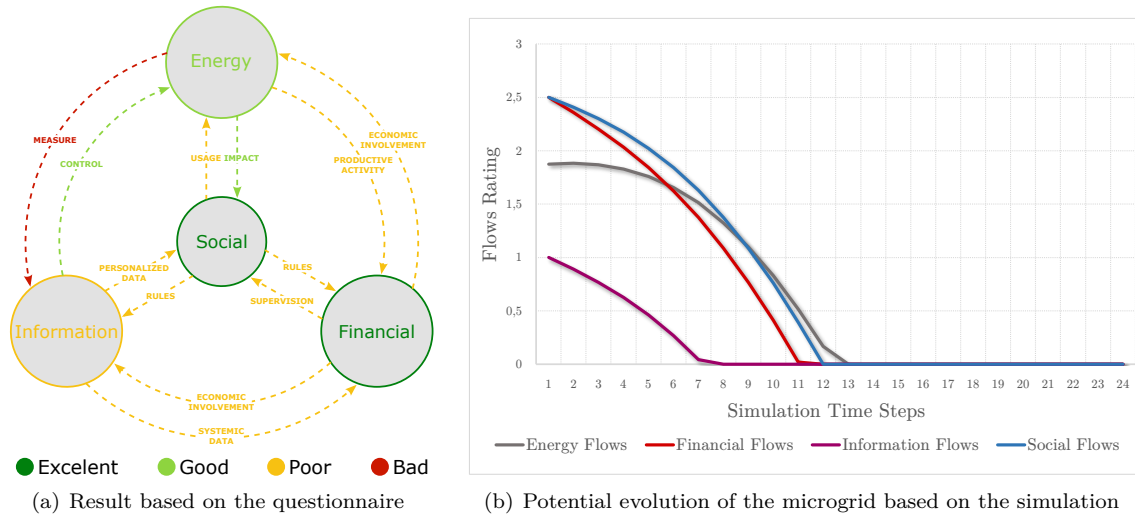 Energy
MEASURE
CONTROL
USAGE
IMPACT
ECONOMIC
INVOLVEMENT
PRODUCTIVE
ACTIVITY
Social
PERSONALIZED
DATA
RULES
RULES
SUPERVISION
Information
Financial
ECONOMIC
INVOLVEMENT
SYSTEMIC
DATA
Excelent
Good
Poor
Bad
(a) Result based on the questionnaire
Flows Rating
3
2,5
2
1,5
1
0,5
0
1 2 3 4 5 6 7 8 9 10 11 12 13 14 15 16 17 18 19 20 21 22 23 24
Simulation Time Steps
Energy Flows Financial Flows Information Flows Social Flows
(b) Potential evolution of the microgrid based on the simulation